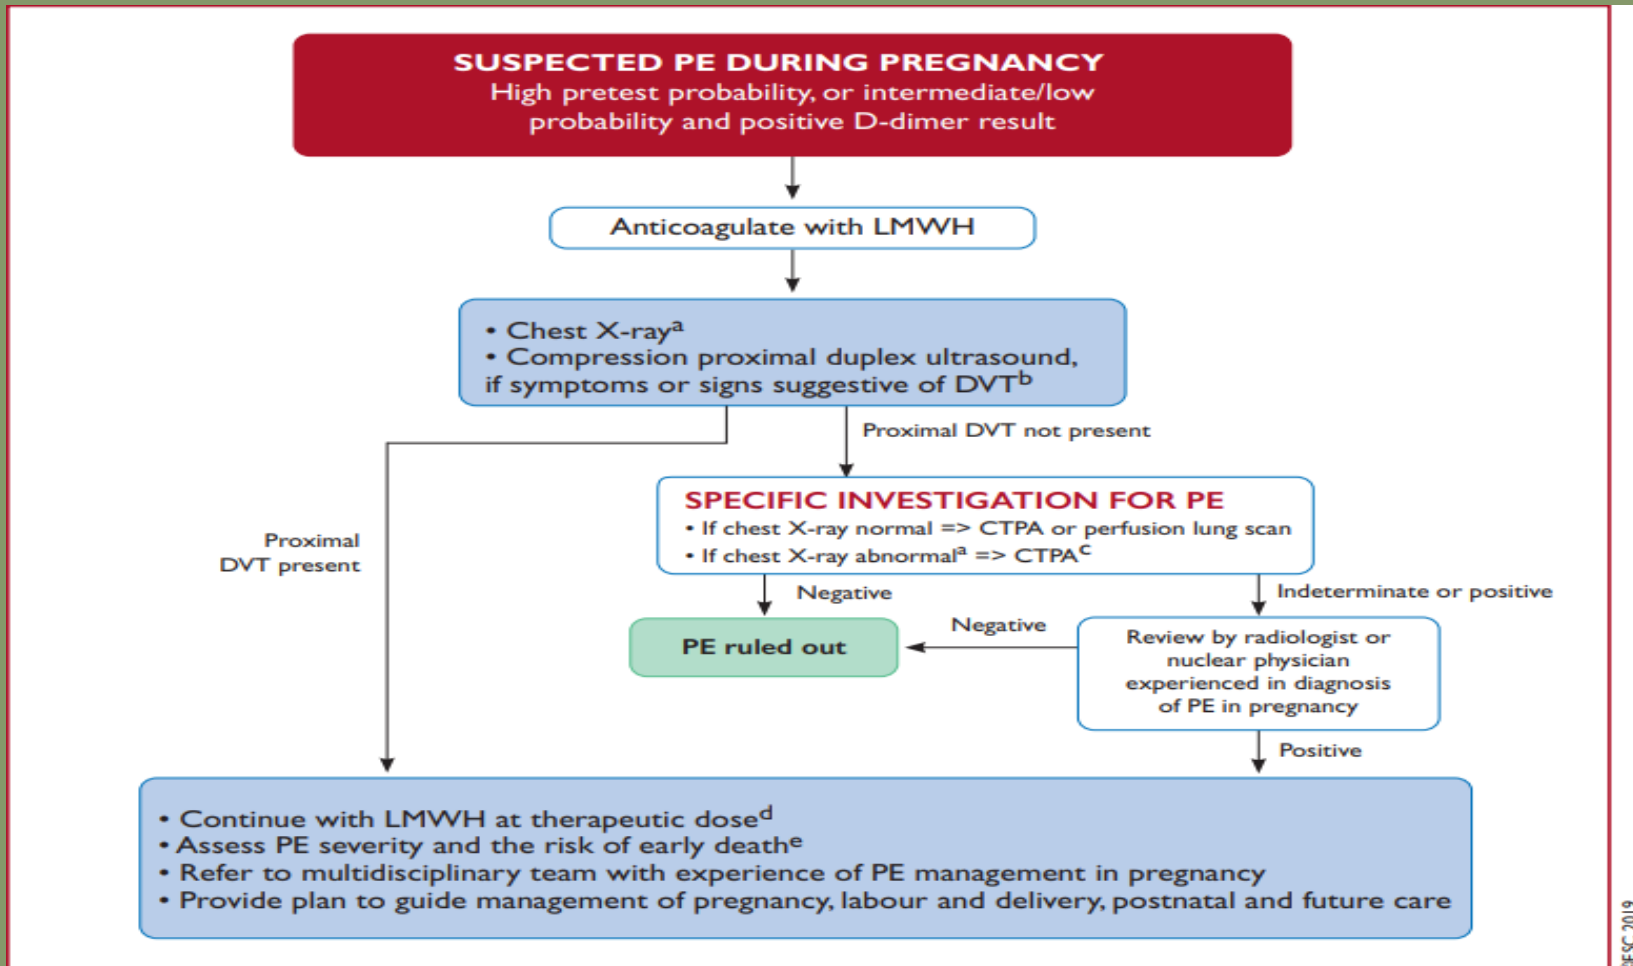 SUSPECTED PE DURING PREGNANCY
High pretest probability, or intermediate/low
probability and positive D-dimer result
Anticoagulate with LMWH
• Chest X-rayᵃ
• Compression proximal duplex ultrasound,
if symptoms or signs suggestive of DVTᵇ
Proximal DVT not present
Proximal
DVT present
SPECIFIC INVESTIGATION FOR PE
• If chest X-ray normal => CTPA or perfusion lung scan
• If chest X-ray abnormalᵃ => CTPAᶜ
Negative
Indeterminate or positive
PE ruled out
Negative
Review by radiologist or
nuclear physician
experienced in diagnosis
of PE in pregnancy
Positive
• Continue with LMWH at therapeutic doseᵈ
• Assess PE severity and the risk of early deathᵉ
• Refer to multidisciplinary team with experience of PE management in pregnancy
• Provide plan to guide management of pregnancy, labour and delivery, postnatal and future care
ESC 2019